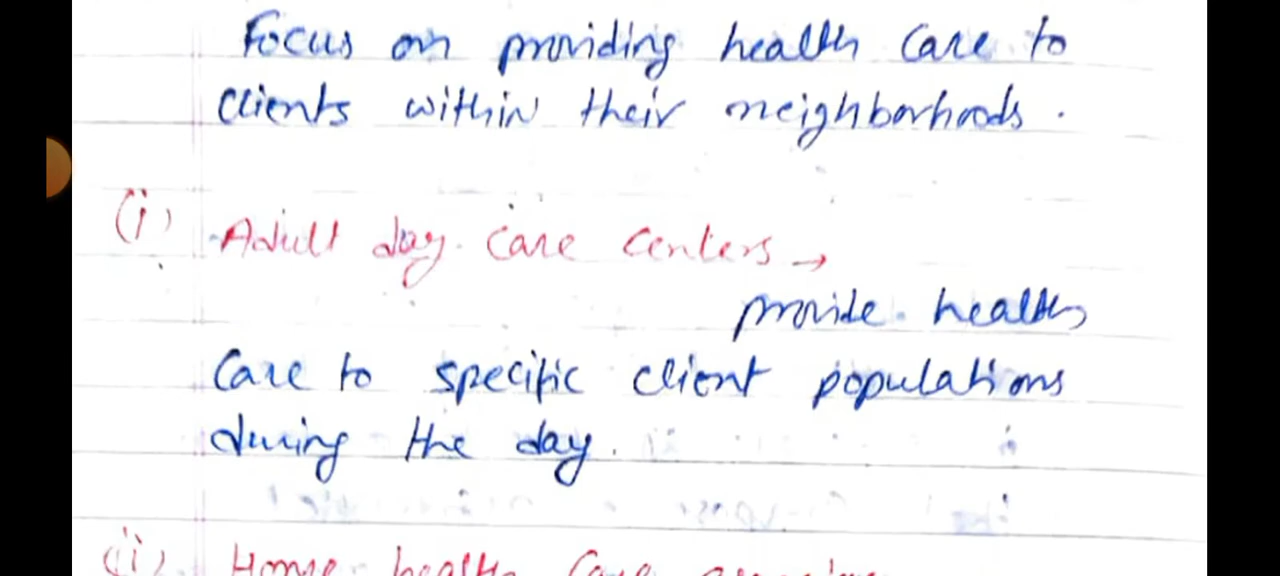 Focus on providing health care to
clients within their neighborhoods.
(i) Adult day care centers →
provide health
care to specific client populations
during the day.
(ii) Home health care